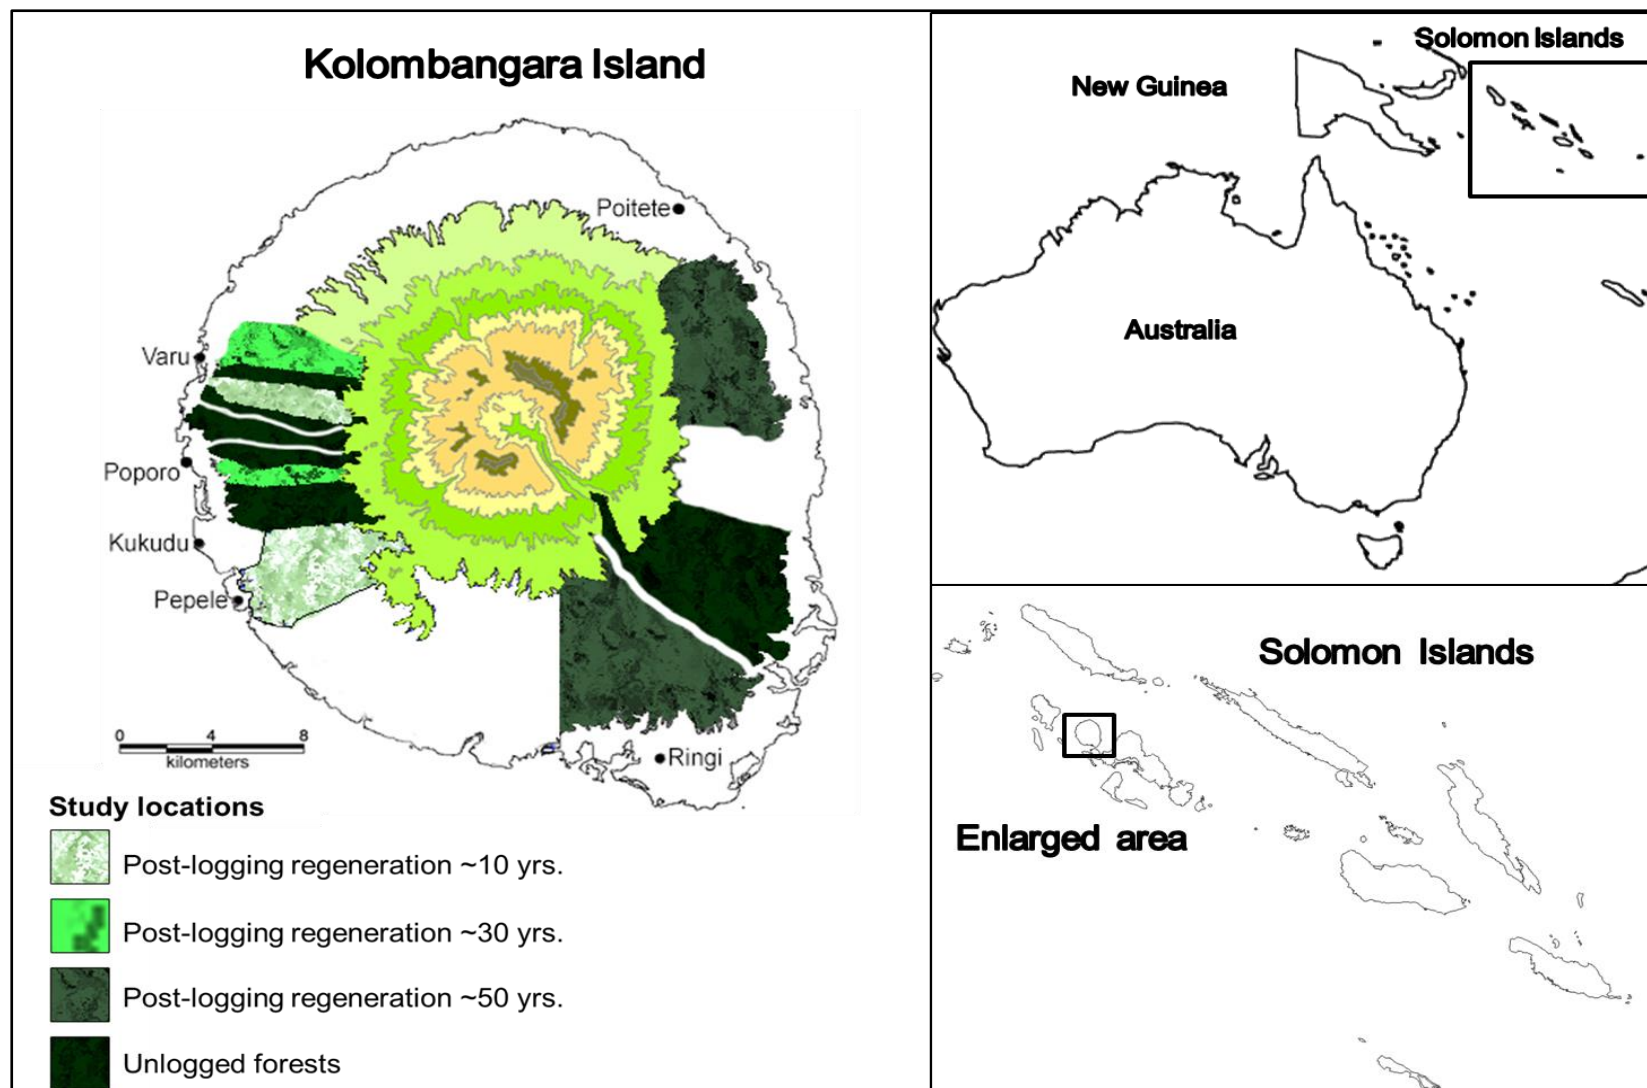 Kolombangara Island
Poitete
Varu
Poporo
Kukudu
Pepele
Ringi
0 4 8
kilometers
Study locations
Post-logging regeneration ~10 yrs.
Post-logging regeneration ~30 yrs.
Post-logging regeneration ~50 yrs.
Unlogged forests
Solomon Islands
New Guinea
Australia
Solomon Islands
Enlarged area